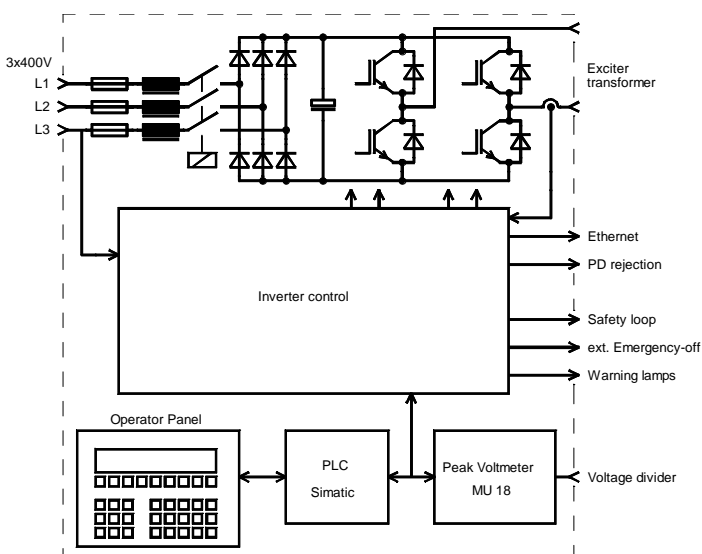 3x400V
L1
L2
L3
Exciter
transformer
Inverter control
Ethernet
PD rejection
Safety loop
ext. Emergency-off
Warning lamps
Operator Panel
PLC
Simatic
Peak Voltmeter
MU 18
Voltage divider